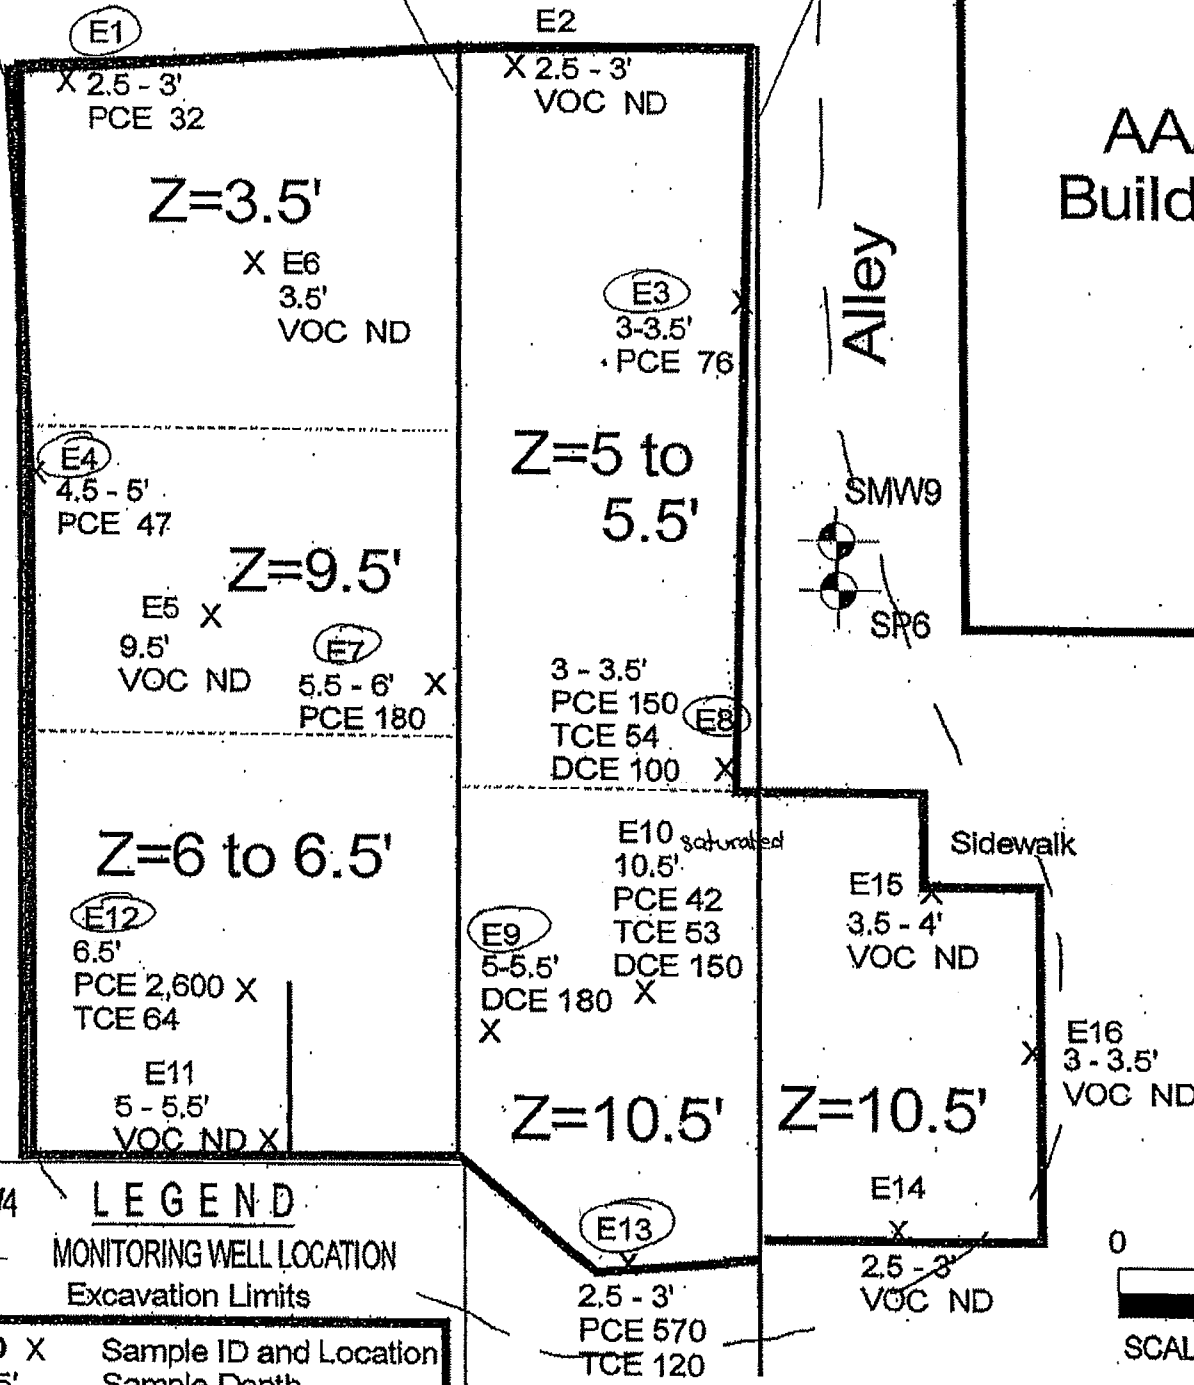 E1
2.5 - 3'
PCE 32
Z=3.5'
E6
3.5'
VOC ND
E2
2.5 - 3'
VOC ND
E3
3-3.5'
PCE 76
Z=5 to
5.5'
Alley
Build
SMW9
SP6
E4
4.5 - 5'
PCE 47
Z=9.5'
E5
9.5'
VOC ND
E7
5.5 - 6'
PCE 180
3 - 3.5'
PCE 150
TCE 54
DCE 100
E8
Z=6 to 6.5'
E12
6.5'
PCE 2,600
TCE 64
E11
5 - 5.5'
VOC ND
E10 saturated
10.5'
PCE 42
TCE 53
DCE 150
E9
5-5.5'
DCE 180
Z=10.5'
Sidewalk
E15
3.5 - 4'
VOC ND
E16
3 - 3.5'
VOC ND
Z=10.5'
E14
2.5 - 3'
VOC ND
E13
2.5 - 3'
PCE 570
TCE 120
LEGEND
MONITORING WELL LOCATION
Excavation Limits
X Sample ID and Location
Sample Depth
0
SCAL